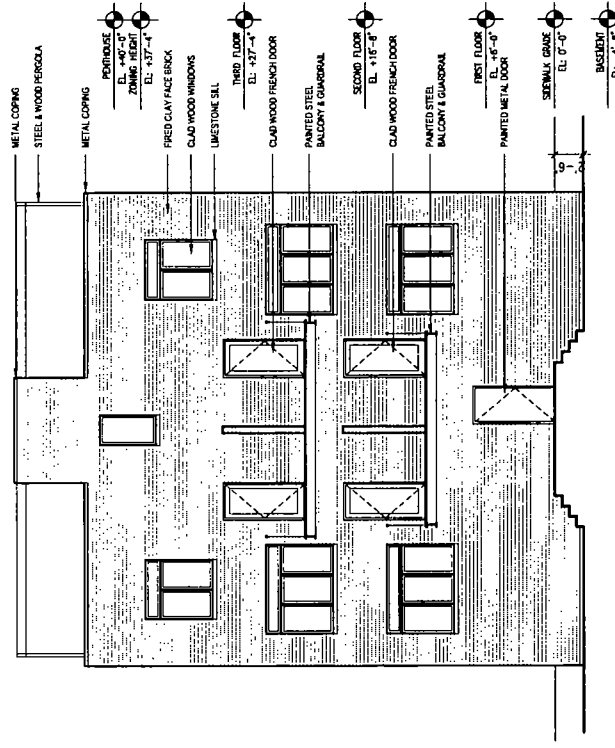 METAL COPING
STEEL & WOOD PERGOLA
METAL COPING
PENTHOUSE
EL: +40'-0"
ZONING HEIGHT
EL: +37'-4"
FIRED CLAY FACE BRICK
CLAD WOOD WINDOWS
LIMESTONE SILL
THIRD FLOOR
EL: +27'-4"
CLAD WOOD FRENCH DOOR
PAINTED STEEL
BALCONY & GUARDRAIL
SECOND FLOOR
EL: +16'-8"
CLAD WOOD FRENCH DOOR
PAINTED STEEL
BALCONY & GUARDRAIL
FIRST FLOOR
EL: +6'-0"
PAINTED METAL DOOR
SIDEWALK GRADE
EL: 0'-0"
BASEMENT